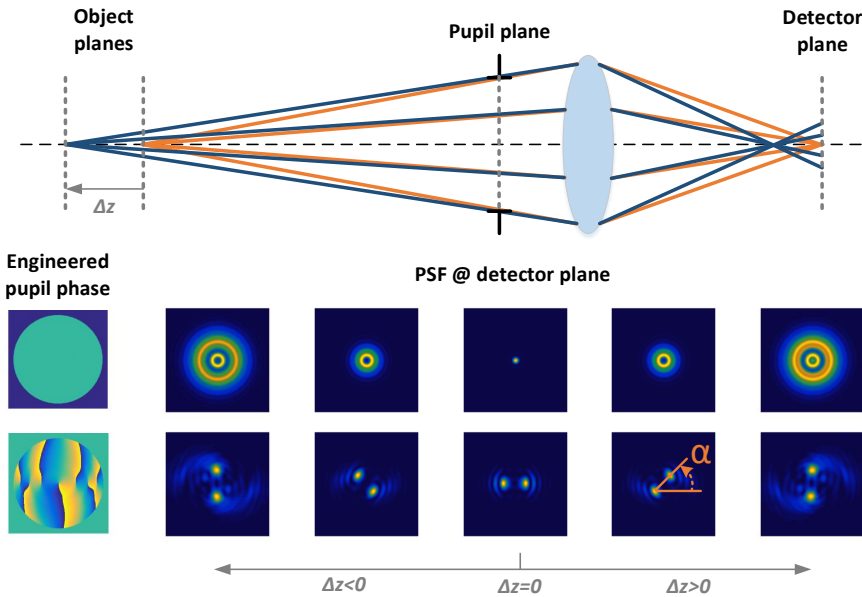 Object
planes
Pupil plane
Detector
plane
Δz
Engineered
pupil phase
PSF @ detector plane
α
Δz<0
Δz=0
Δz>0